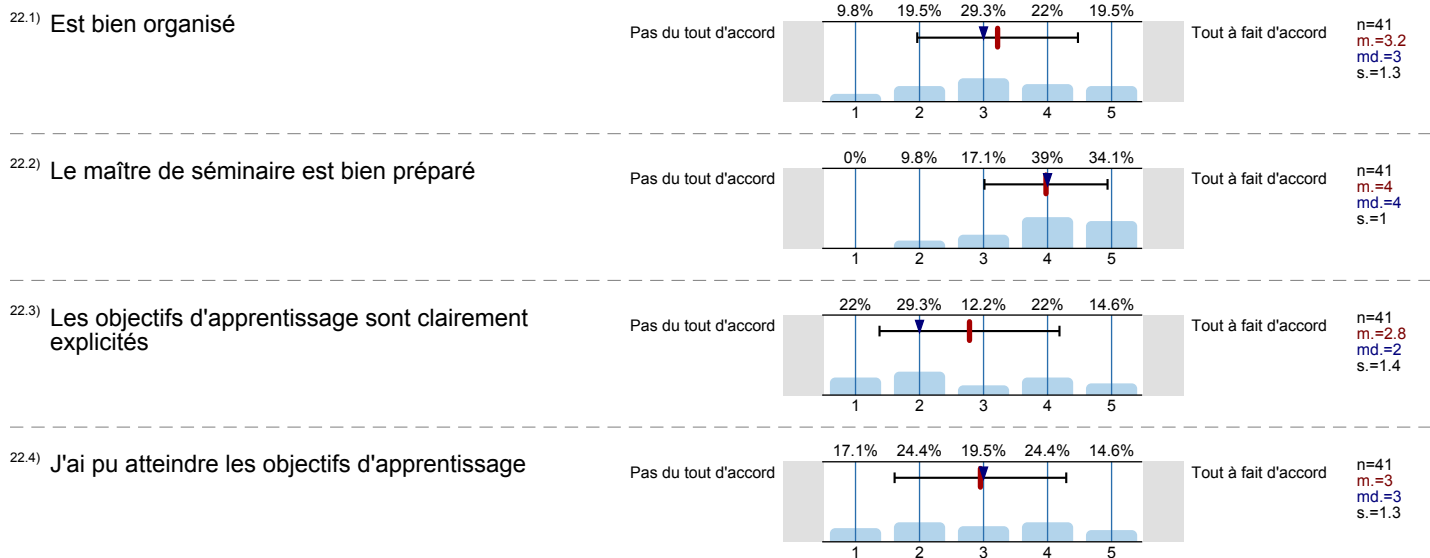 22.1) Est bien organisé
Pas du tout d'accord
9.8% 19.5% 29.3% 22% 19.5%
1 2 3 4 5
Tout à fait d'accord
n=41
m.=3.2
md.=3
s.=1.3
22.2) Le maître de séminaire est bien préparé
Pas du tout d'accord
0% 9.8% 17.1% 39% 34.1%
1 2 3 4 5
Tout à fait d'accord
n=41
m.=4
md.=4
s.=1
22.3) Les objectifs d'apprentissage sont clairement
explicités
Pas du tout d'accord
22% 29.3% 12.2% 22% 14.6%
1 2 3 4 5
Tout à fait d'accord
n=41
m.=2.8
md.=2
s.=1.4
22.4) J'ai pu atteindre les objectifs d'apprentissage
Pas du tout d'accord
17.1% 24.4% 19.5% 24.4% 14.6%
1 2 3 4 5
Tout à fait d'accord
n=41
m.=3
md.=3
s.=1.3